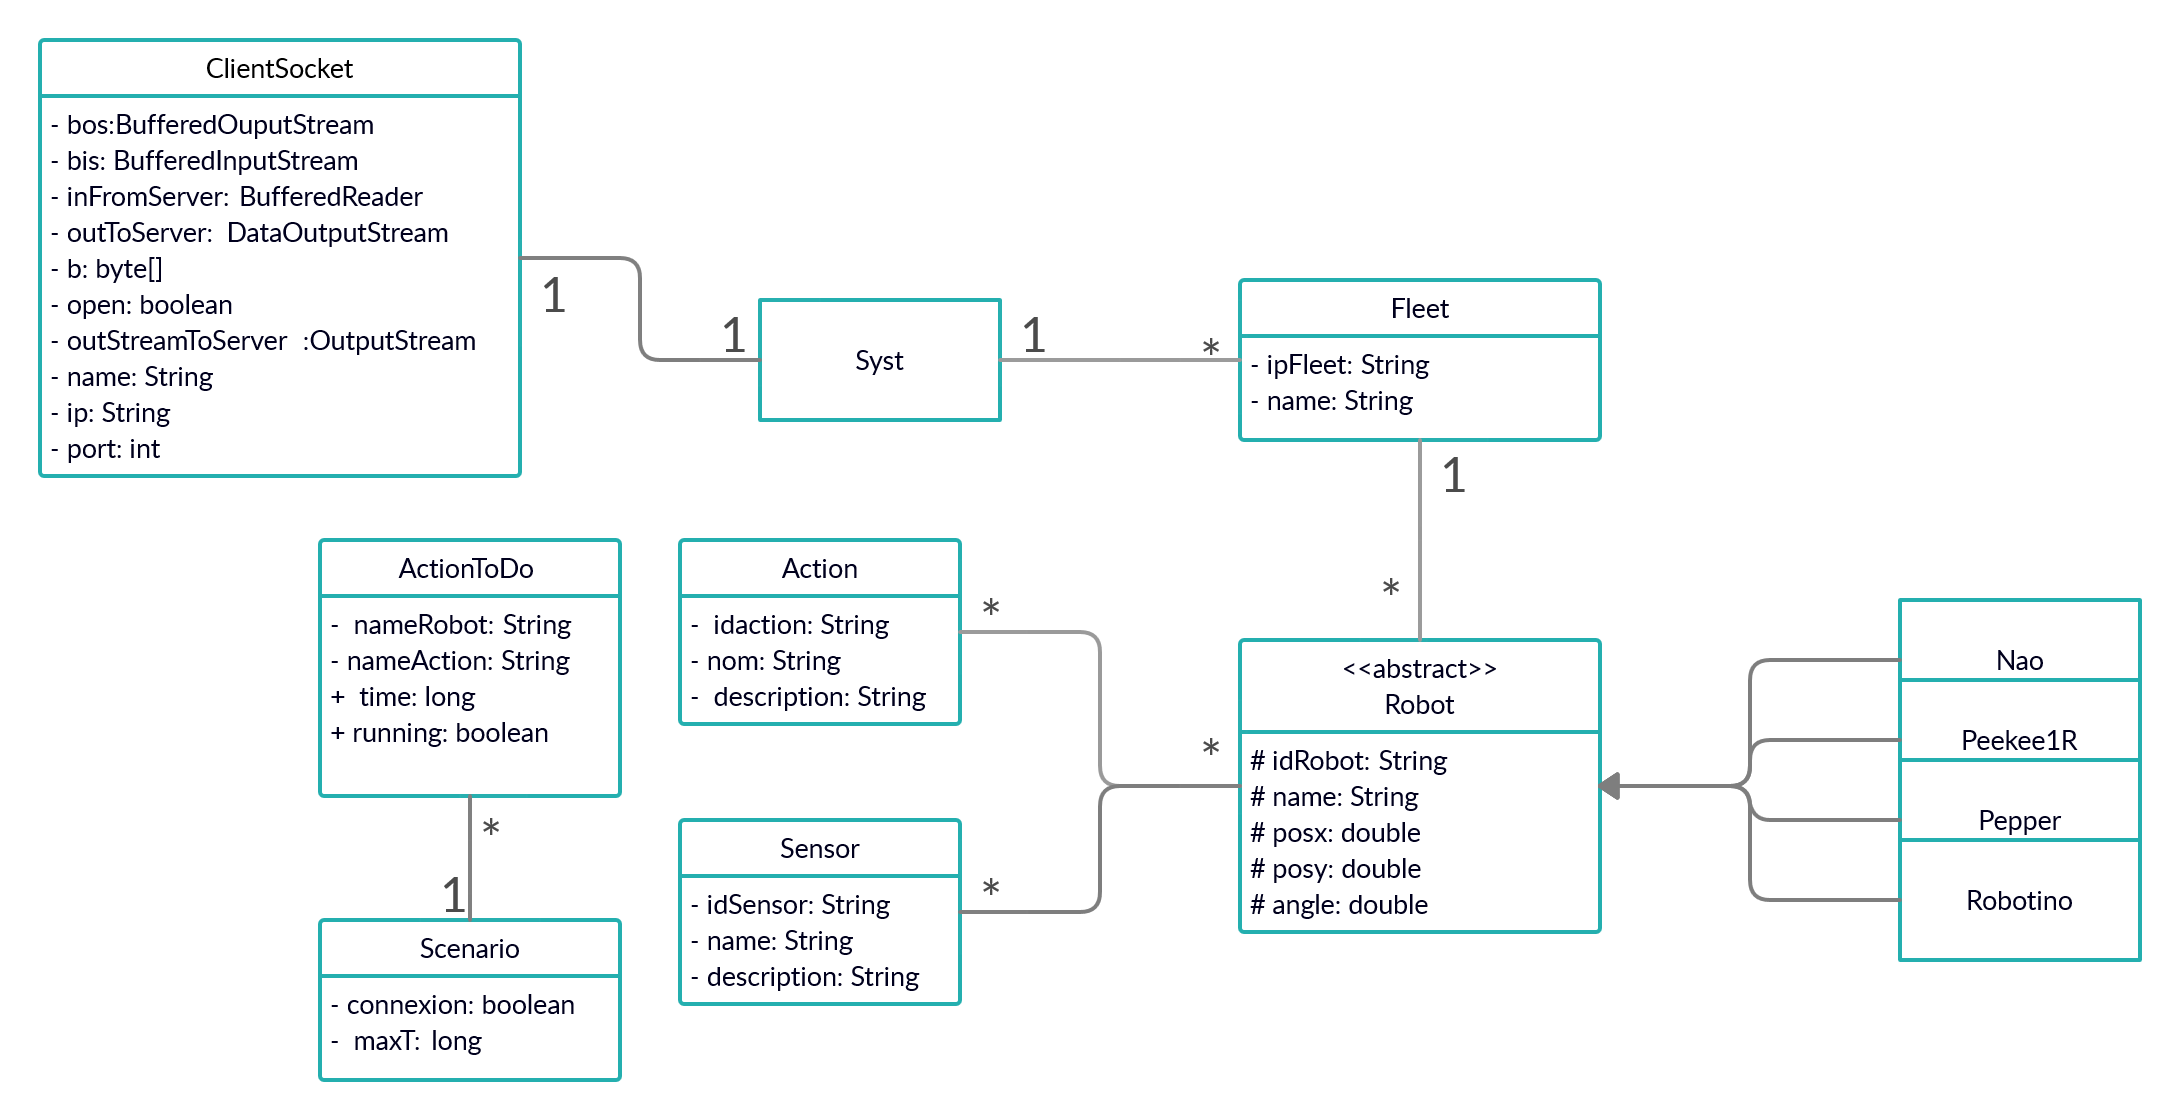 ClientSocket
- bos:BufferedOuputStream
- bis: BufferedInputStream
- inFromServer: BufferedReader
- outToServer: DataOutputStream
- b: byte[]
- open: boolean
- outStreamToServer :OutputStream
- name: String
- ip: String
- port: int
1
1
Syst
1
*
Fleet
- ipFleet: String
- name: String
1
*
ActionToDo
- nameRobot: String
- nameAction: String
+ time: long
+ running: boolean
*
1
Scenario
- connexion: boolean
- maxT: long
Action
- idaction: String
- nom: String
- description: String
*
Sensor
- idSensor: String
- name: String
- description: String
*
*
<<abstract>>
Robot
# idRobot: String
# name: String
# posx: double
# posy: double
# angle: double
Nao
Peekee1R
Pepper
Robotino